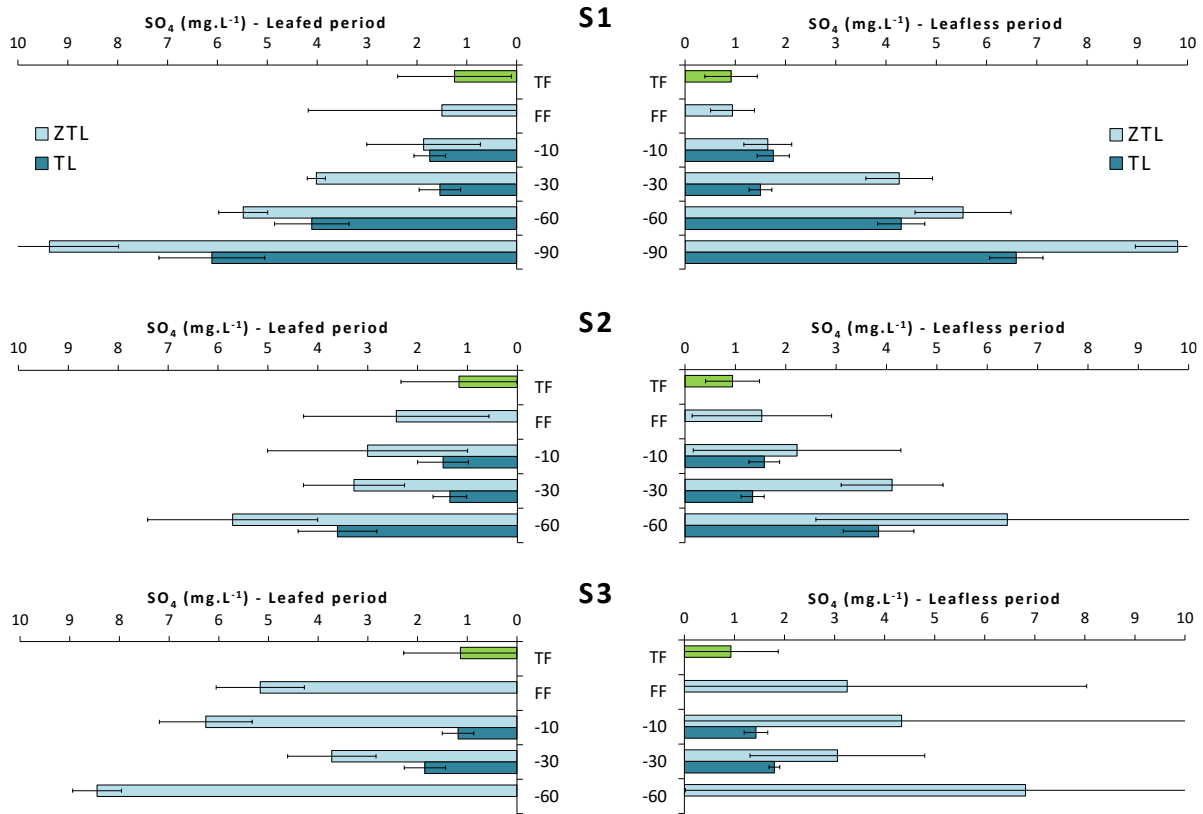 S1
SO₄ (mg.L⁻¹) - Leafed period
10 9 8 7 6 5 4 3 2 1 0
SO₄ (mg.L⁻¹) - Leafless period
0 1 2 3 4 5 6 7 8 9 10
TF
FF
-10
-30
-60
-90
ZTL
TL
TF
FF
-10
-30
-60
-90
ZTL
TL
S2
SO₄ (mg.L⁻¹) - Leafed period
10 9 8 7 6 5 4 3 2 1 0
SO₄ (mg.L⁻¹) - Leafless period
0 1 2 3 4 5 6 7 8 9 10
TF
FF
-10
-30
-60
TF
FF
-10
-30
-60
S3
SO₄ (mg.L⁻¹) - Leafed period
10 9 8 7 6 5 4 3 2 1 0
SO₄ (mg.L⁻¹) - Leafless period
0 1 2 3 4 5 6 7 8 9 10
TF
FF
-10
-30
-60
TF
FF
-10
-30
-60